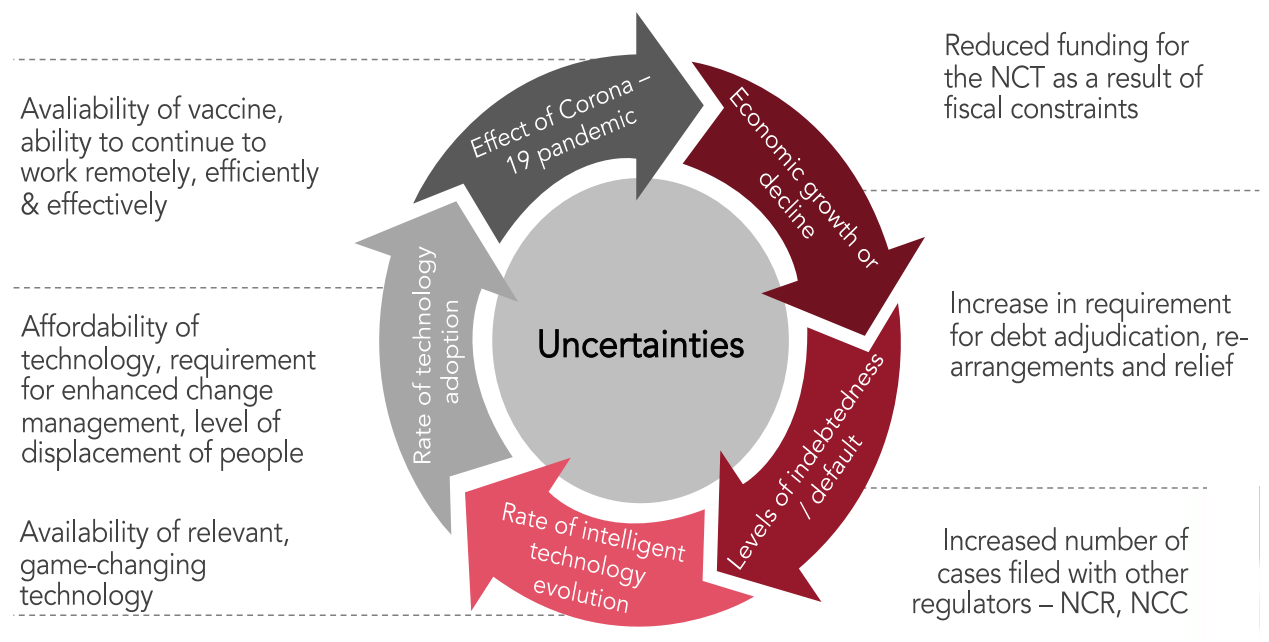 Avaliability of vaccine,
ability to continue to
work remotely, efficiently
& effectively
Affordability of
technology, requirement
for enhanced change
management, level of
displacement of people
Availability of relevant,
game-changing
technology
Effect of Corona –
19 pandemic
Economic growth or
decline
Levels of indebtedness
/ default
Rate of intelligent
technology
evolution
Rate of technology
adoption
Uncertainties
Reduced funding for
the NCT as a result of
fiscal constraints
Increase in requirement
for debt adjudication, re-
arrangements and relief
Increased number of
cases filed with other
regulators – NCR, NCC